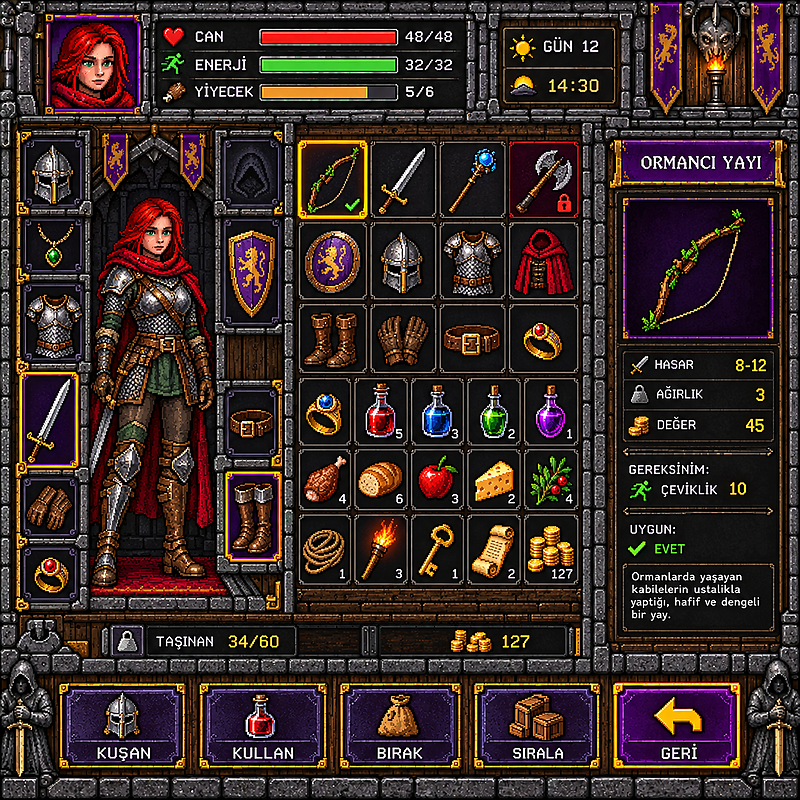 CAN 48/48
ENERJİ 32/32
YİYECEK 5/6
GÜN 12
14:30
ORMANCI YAYI
HASAR 8-12
AĞIRLIK 3
DEĞER 45
GEREKSİNİM:
ÇEVİKLİK 10
UYGUN:
EVET
Ormanlarda yaşayan
kabilelerin ustalıkla
yaptığı, hafif ve dengeli
bir yay.
5 3 2 1
4 6 3 2 4
1 3 1 2 127
TAŞINAN 34/60
127
KUŞAN
KULLAN
BIRAK
SIRALA
GERİ